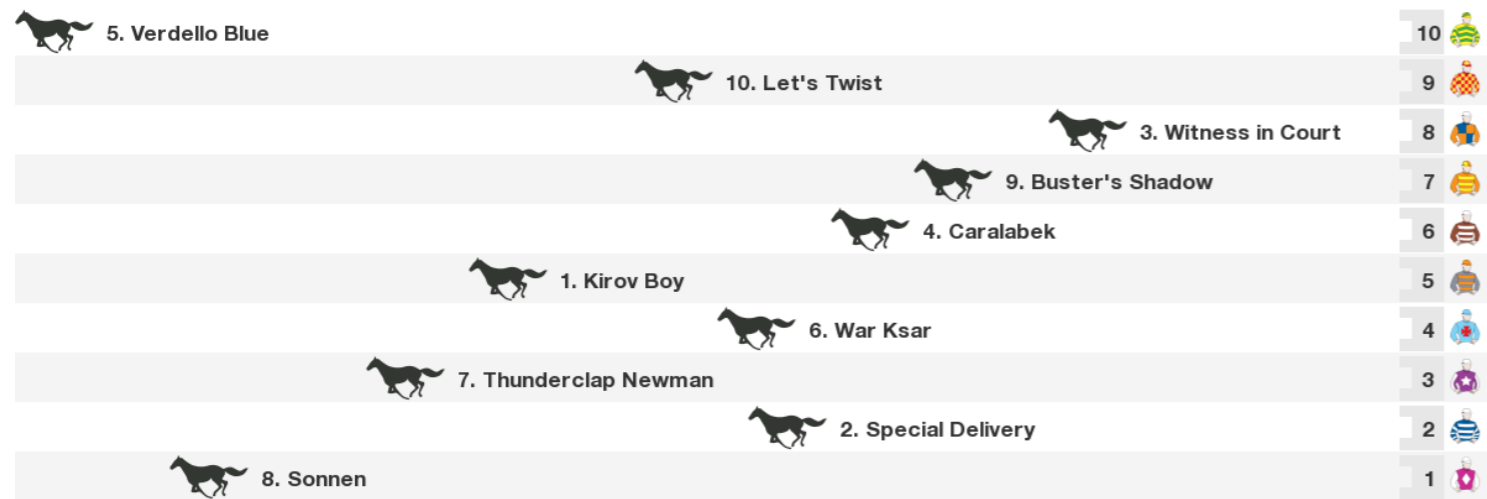 5. Verdello Blue 10
10. Let's Twist 9
3. Witness in Court 8
9. Buster's Shadow 7
4. Caralabek 6
1. Kirov Boy 5
6. War Ksar 4
7. Thunderclap Newman 3
2. Special Delivery 2
8. Sonnen 1